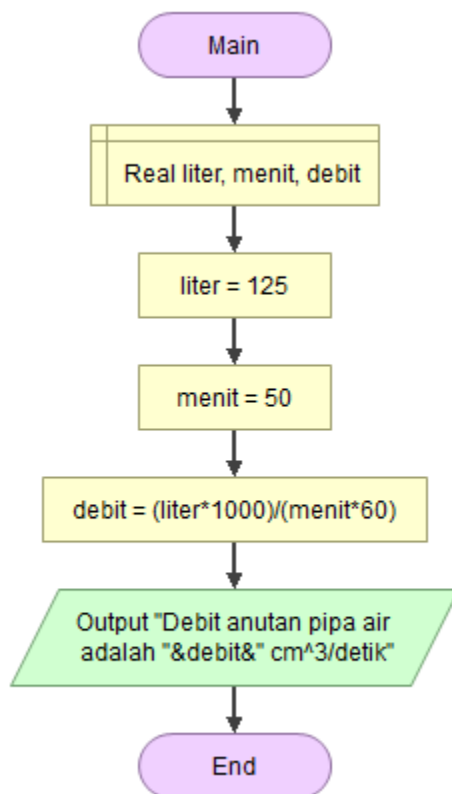 Main
Real liter, menit, debit
liter = 125
menit = 50
debit = (liter*1000)/(menit*60)
Output "Debit anutan pipa air
adalah "&debit&" cm^3/detik"
End